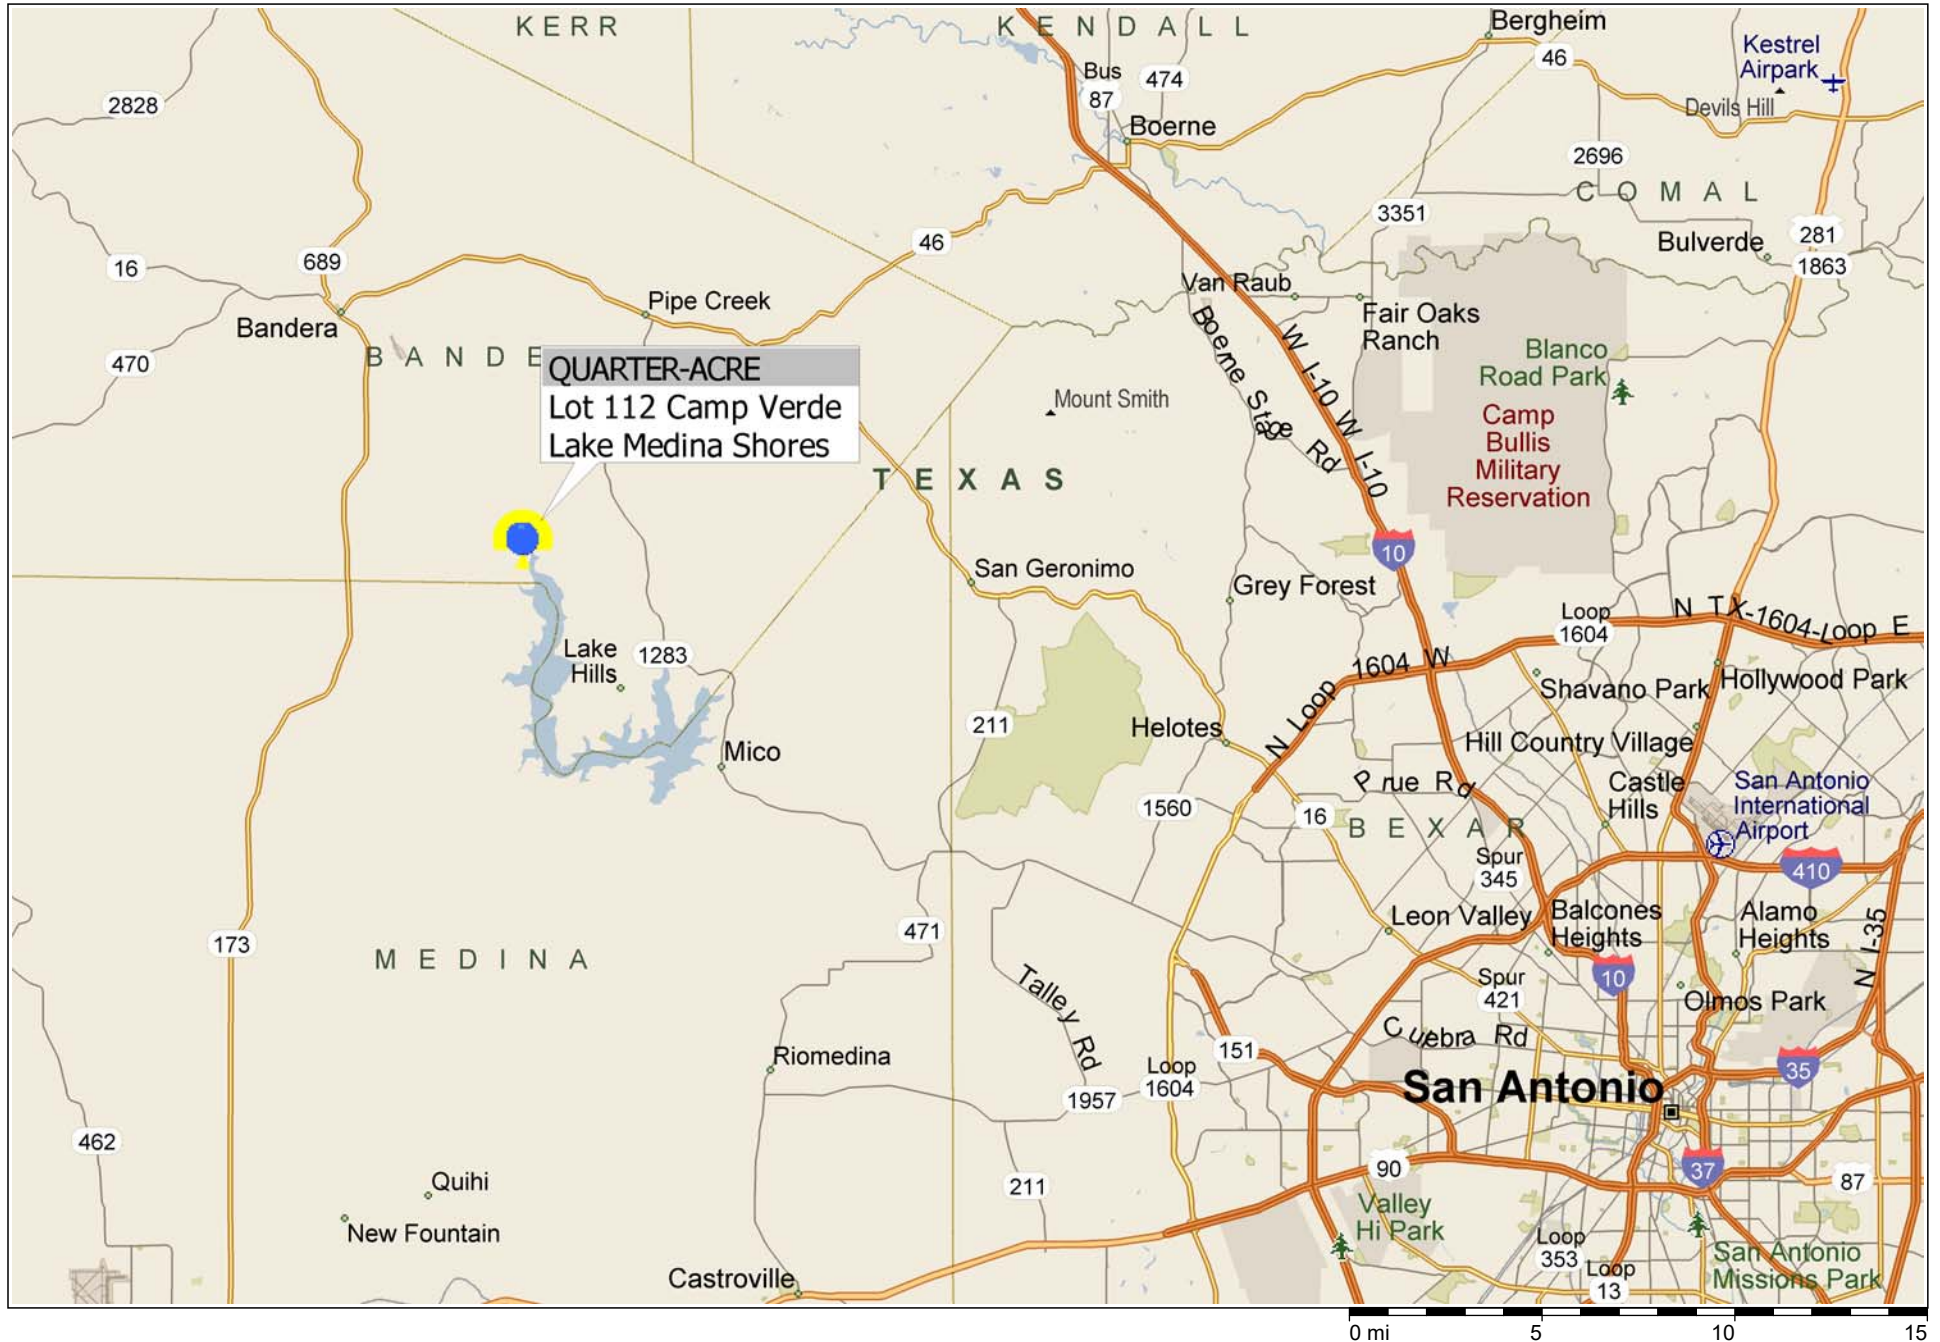 KERR
KENDALL
Bergheim
46
Kestrel
Airpark
Devils Hill
Bus
87
474
2828
Boerne
2696
COMAL
3351
281
Bulverde
1863
46
16
689
Van Raub
Pipe Creek
Fair Oaks
Ranch
Bandera
Boerne Stage Rd
W I-10 W
I-10
Blanco
Road Park
470
BANDE
QUARTER-ACRE
Lot 112 Camp Verde
Lake Medina Shores
Mount Smith
Camp
Bullis
Military
Reservation
TEXAS
10
San Geronimo
Grey Forest
Loop
1604
N TX-1604-Loop E
Lake
Hills
1283
N Loop 1604 W
Shavano Park
Hollywood Park
211
Helotes
Hill Country Village
Mico
Prue Rd
Castle
Hills
San Antonio
International
Airport
1560
16
BEXAR
Spur
345
410
Leon Valley
Balcones
Heights
Alamo
Heights
N I-35
471
173
MEDINA
10
Spur
421
Olmos Park
Talley Rd
Culebra Rd
151
Riomedina
Loop
1604
35
San Antonio
1957
462
90
37
87
Quihi
211
Valley
Hi Park
New Fountain
Loop
353
San Antonio
Missions Park
Castroville
Loop
13
0 mi
5
10
15